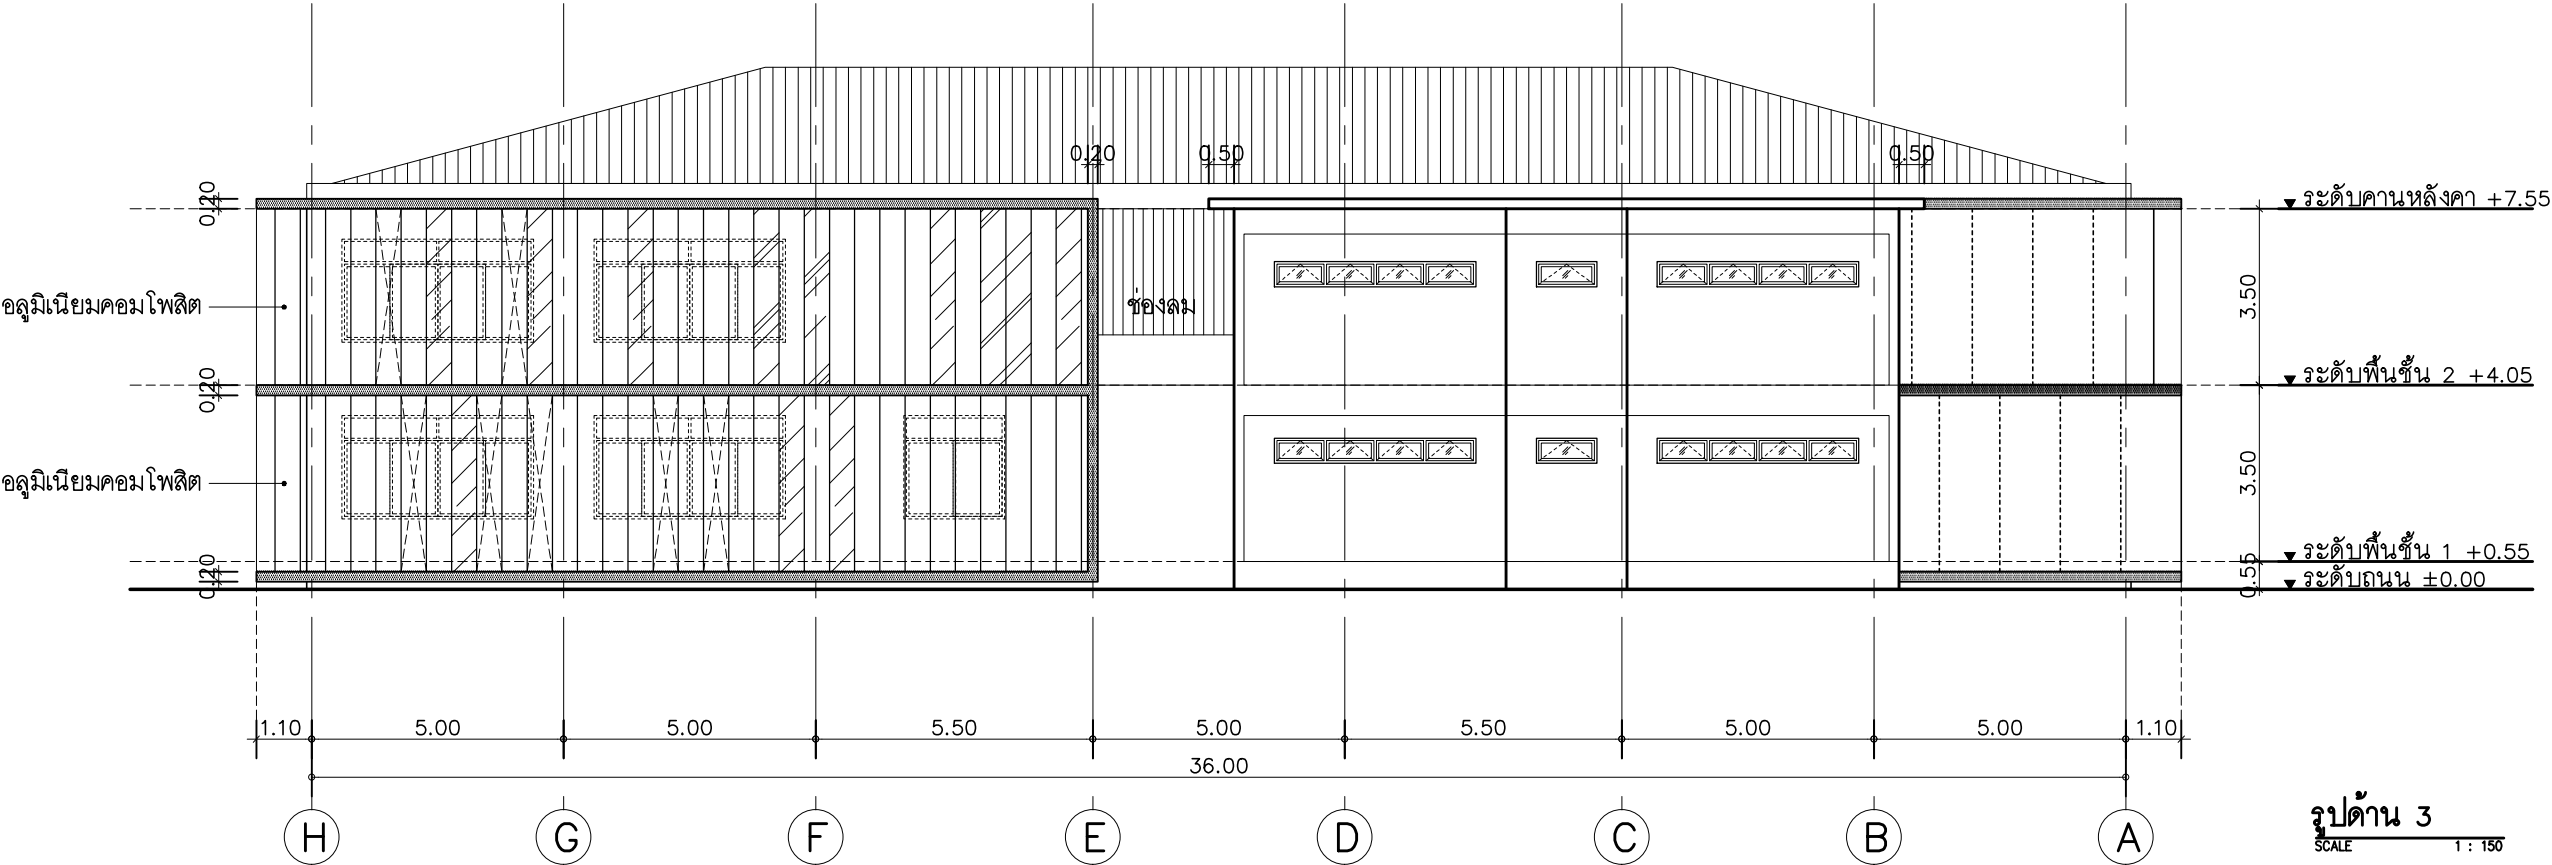 0.20
0.50
0.50
0.20
ระดับคานหลังคา +7.55
อลูมิเนียมคอมโพสิต
ช่องลม
3.50
0.20
ระดับพื้นชั้น 2 +4.05
อลูมิเนียมคอมโพสิต
3.50
0.20
ระดับพื้นชั้น 1 +0.55
0.55
ระดับถนน ±0.00
1.10 5.00 5.00 5.50 5.00 5.50 5.00 5.00 1.10
36.00
H G F E D C B A
รูปด้าน 3
SCALE 1 : 150